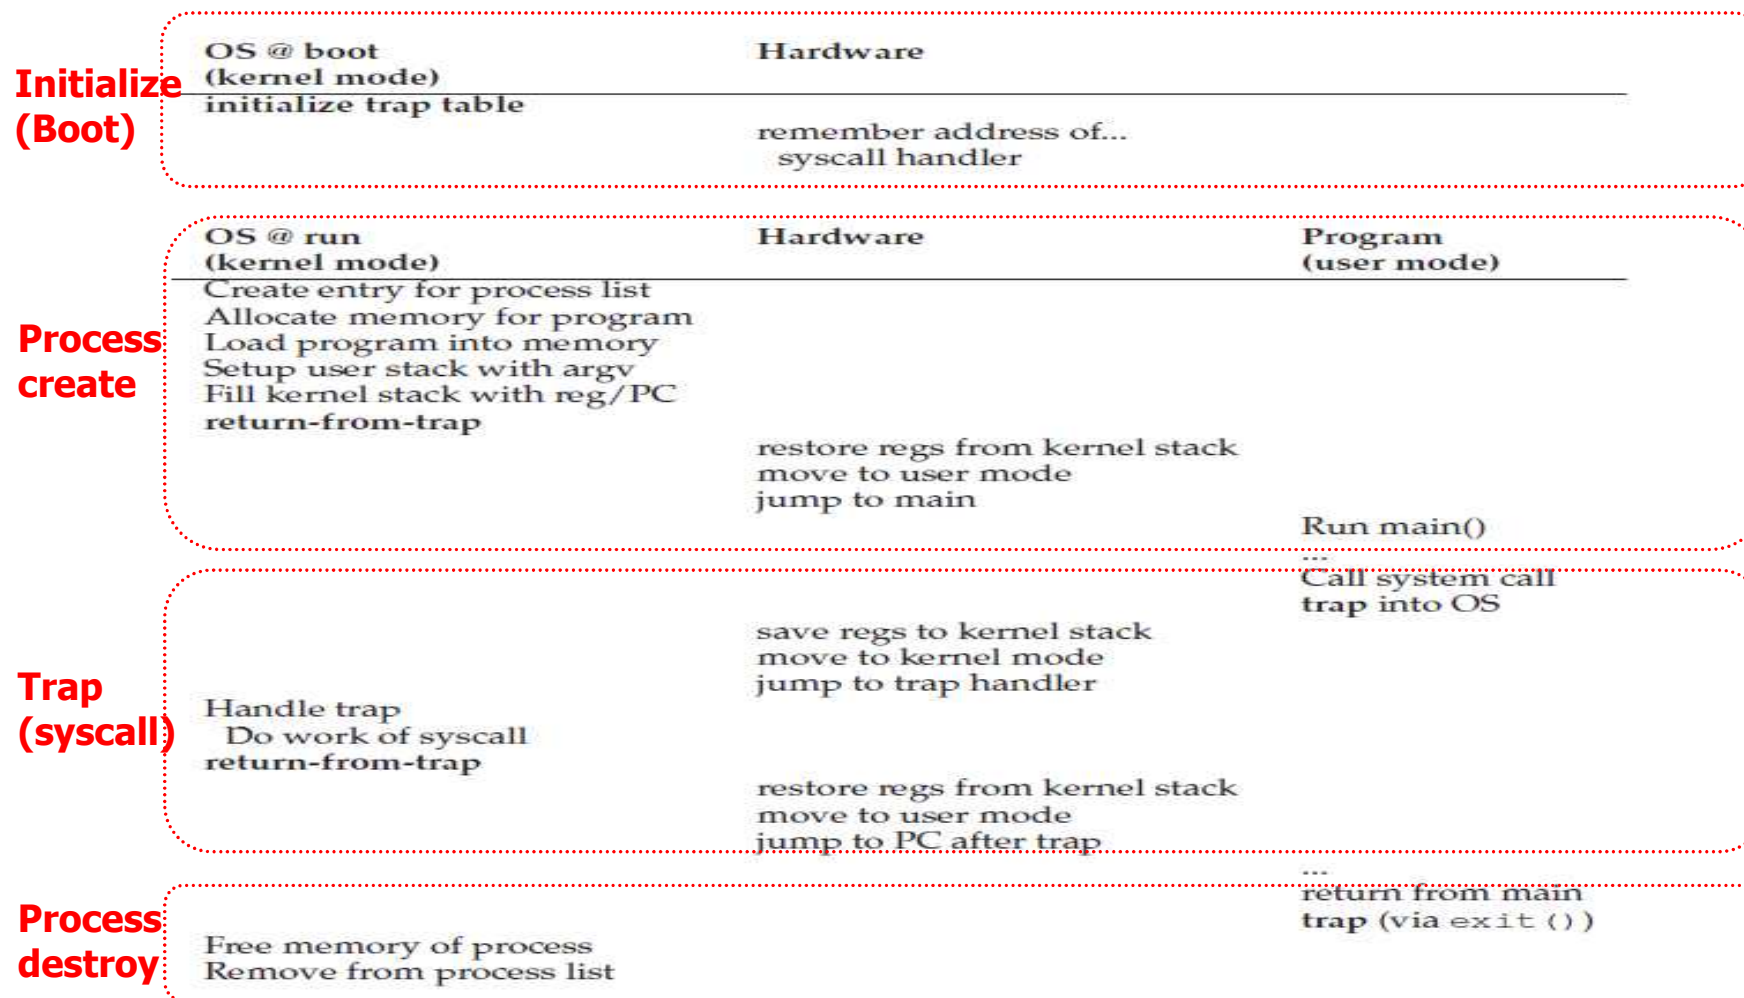 Initialize
(Boot)
OS @ boot
(kernel mode)
Hardware
initialize trap table
remember address of...
syscall handler
Process
create
OS @ run
(kernel mode)
Hardware
Program
(user mode)
Create entry for process list
Allocate memory for program
Load program into memory
Setup user stack with argv
Fill kernel stack with reg/PC
return-from-trap
restore regs from kernel stack
move to user mode
jump to main
Run main()
...
Trap
(syscall)
Call system call
trap into OS
save regs to kernel stack
move to kernel mode
jump to trap handler
Handle trap
Do work of syscall
return-from-trap
restore regs from kernel stack
move to user mode
jump to PC after trap
...
Process
destroy
return from main
trap (via exit())
Free memory of process
Remove from process list